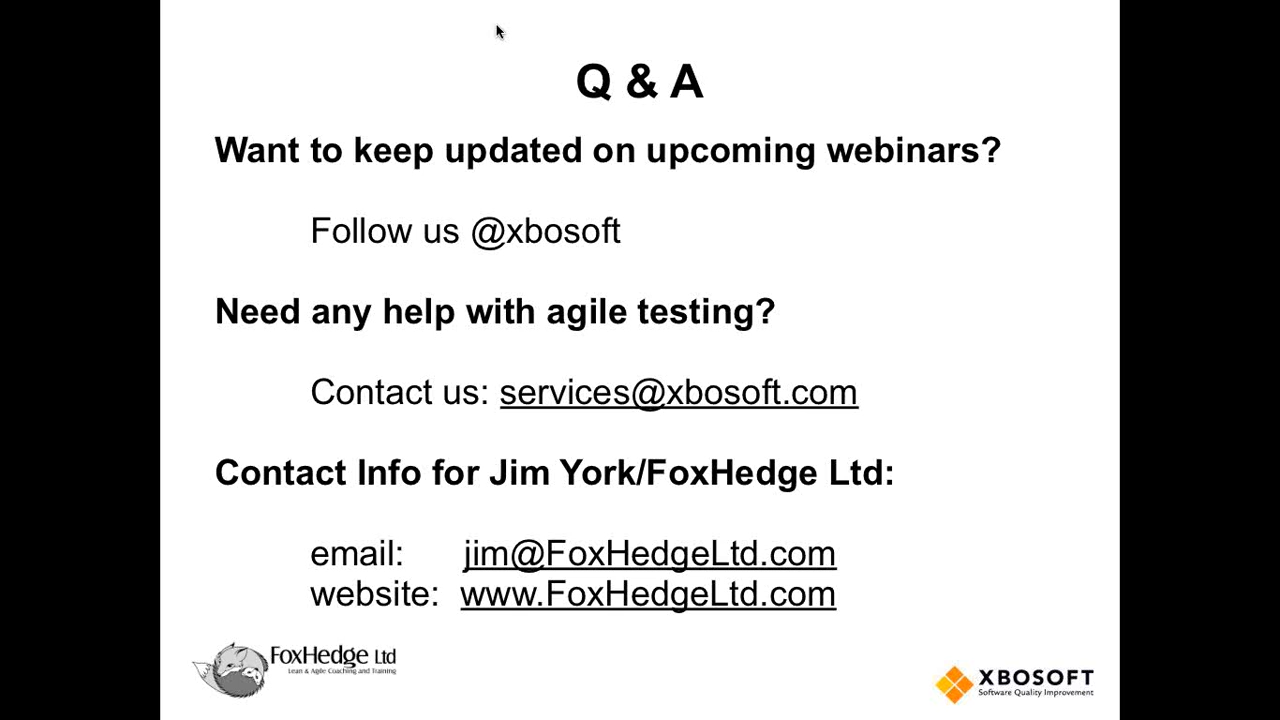 Q & A
Want to keep updated on upcoming webinars?
Follow us @xbosoft
Need any help with agile testing?
Contact us: services@xbosoft.com
Contact Info for Jim York/FoxHedge Ltd:
email: jim@FoxHedgeLtd.com
website: www.FoxHedgeLtd.com
FoxHedge Ltd
Lean & Agile Coaching and Training
XBOSOFT
Software Quality Improvement